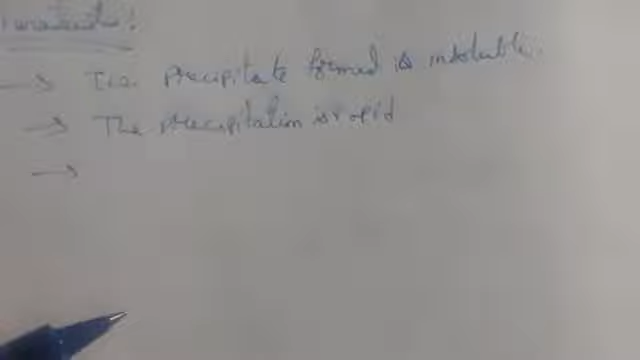 → The precipitate formed is insoluble.
→ The precipitation is rapid
→